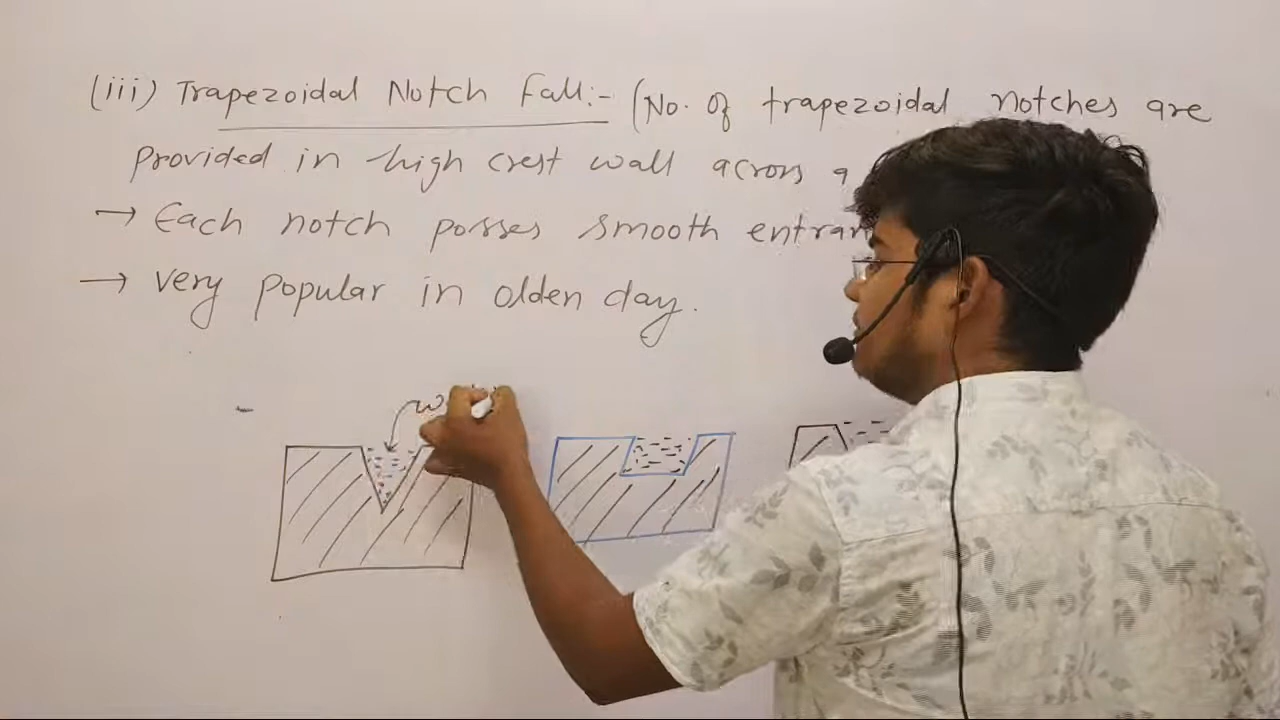 (iii) Trapezoidal Notch Fall:- (No. of trapezoidal notches are
provided in high crest wall across a
→ Each notch posses smooth entran
→ very popular in olden day.
w